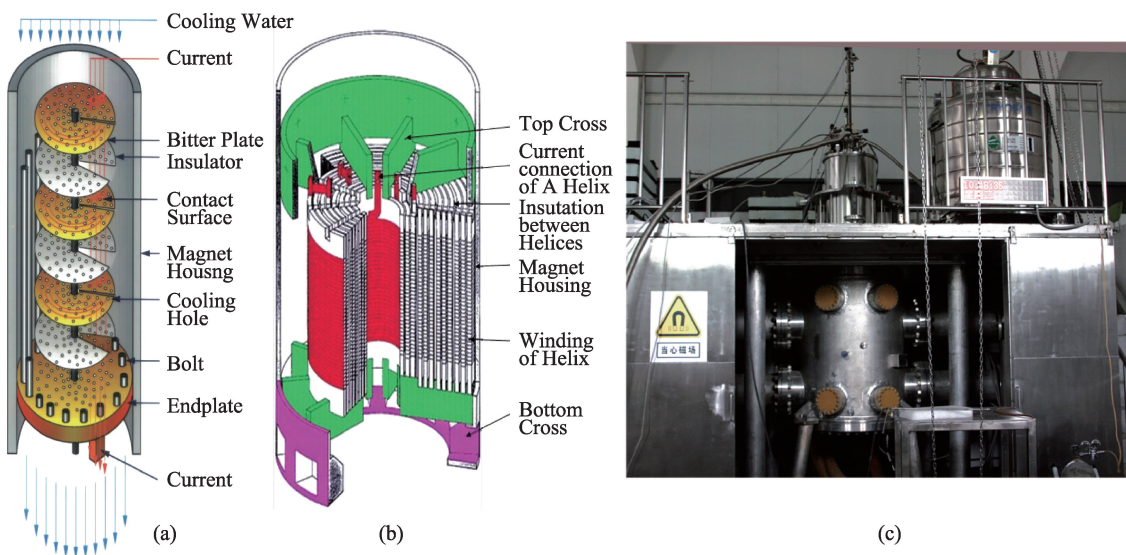 Cooling Water
Current
Bitter Plate
Insulator
Contact
Surface
Magnet
Housng
Cooling
Hole
Bolt
Endplate
Current
(a)
Top Cross
Current
connection
of A Helix
Insutation
between
Helices
Magnet
Housing
Winding
of Helix
Bottom
Cross
(b)
当心磁场
(c)